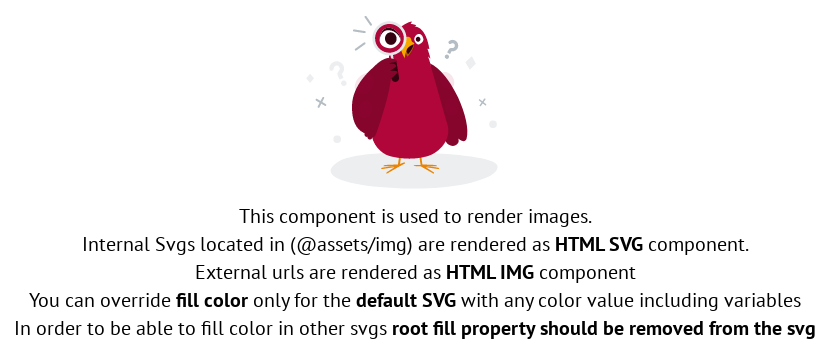 This component is used to render images.
Internal Svgs located in (@assets/img) are rendered as HTML SVG component.
External urls are rendered as HTML IMG component
You can override fill color only for the default SVG with any color value including variables
In order to be able to fill color in other svgs root fill property should be removed from the svg